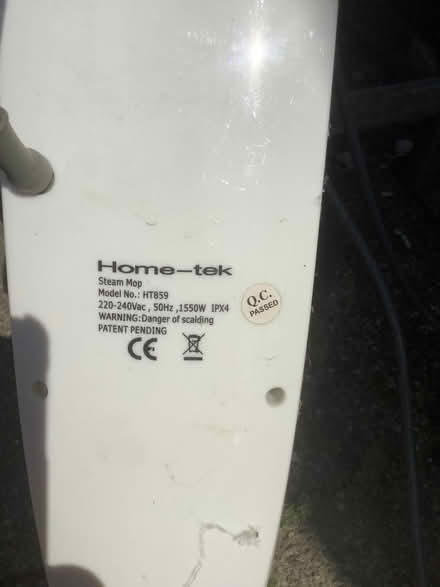 Home-tek
Steam Mop
Model No.: HT859
220-240Vac , 50Hz ,1550W IPX4
WARNING:Danger of scalding
PATENT PENDING
CE
Q.C.
PASSED